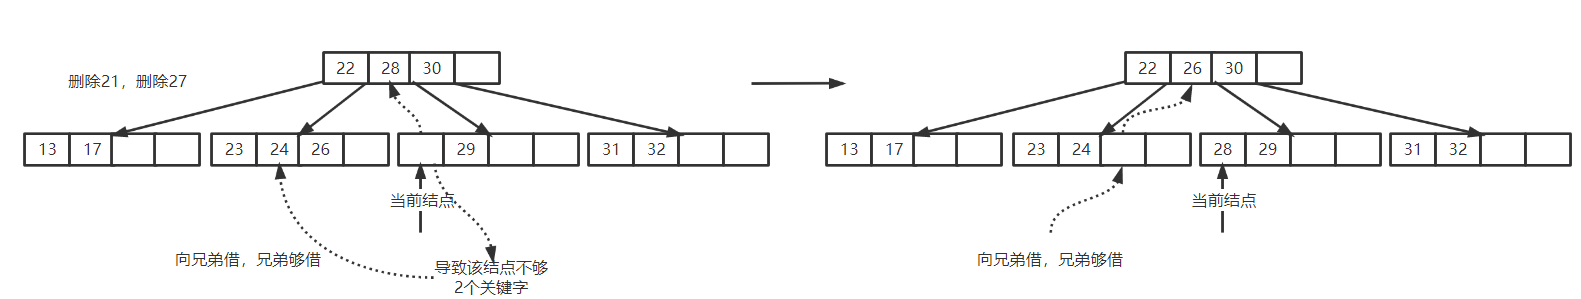 22 28 30
删除21，删除27
13 17
23 24 26
29
31 32
当前结点
向兄弟借，兄弟够借
导致该结点不够
2个关键字
22 26 30
13 17
23 24
28 29
31 32
当前结点
向兄弟借，兄弟够借